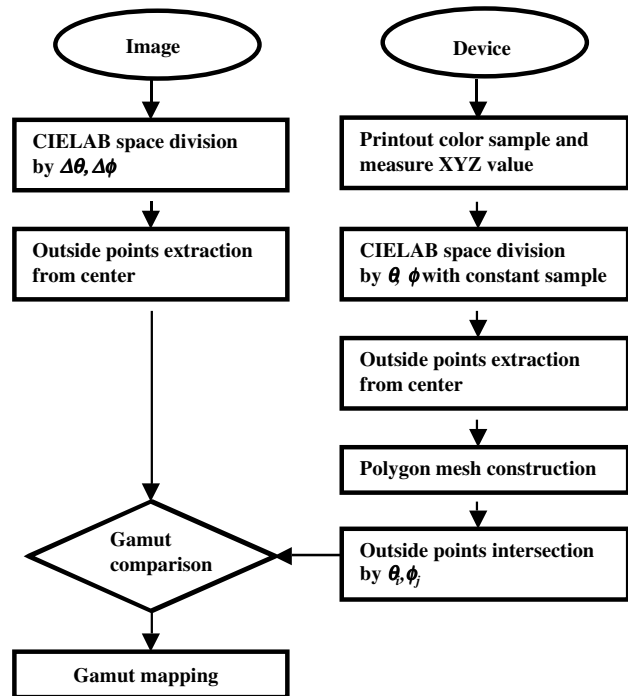 Image
CIELAB space division
by Δθ, Δϕ
Outside points extraction
from center
Device
Printout color sample and
measure XYZ value
CIELAB space division
by θ, ϕ with constant sample
Outside points extraction
from center
Polygon mesh construction
Outside points intersection
by θi, ϕj
Gamut
comparison
Gamut mapping